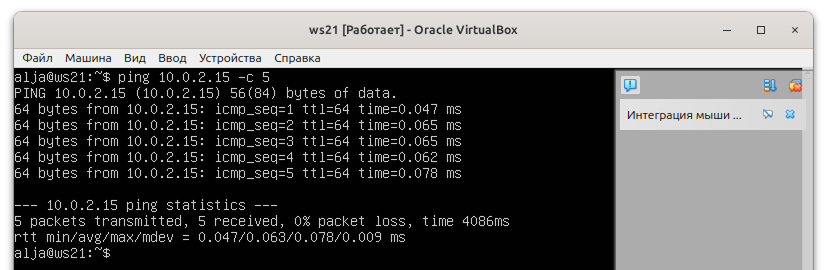 ws21 [Работает] - Oracle VirtualBox
Файл Машина Вид Ввод Устройства Справка
alja@ws21:~$ ping 10.0.2.15 -c 5
PING 10.0.2.15 (10.0.2.15) 56(84) bytes of data.
64 bytes from 10.0.2.15: icmp_seq=1 ttl=64 time=0.047 ms
64 bytes from 10.0.2.15: icmp_seq=2 ttl=64 time=0.065 ms
64 bytes from 10.0.2.15: icmp_seq=3 ttl=64 time=0.065 ms
64 bytes from 10.0.2.15: icmp_seq=4 ttl=64 time=0.062 ms
64 bytes from 10.0.2.15: icmp_seq=5 ttl=64 time=0.078 ms
--- 10.0.2.15 ping statistics ---
5 packets transmitted, 5 received, 0% packet loss, time 4086ms
rtt min/avg/max/mdev = 0.047/0.063/0.078/0.009 ms
alja@ws21:~$
Интеграция мыши ...